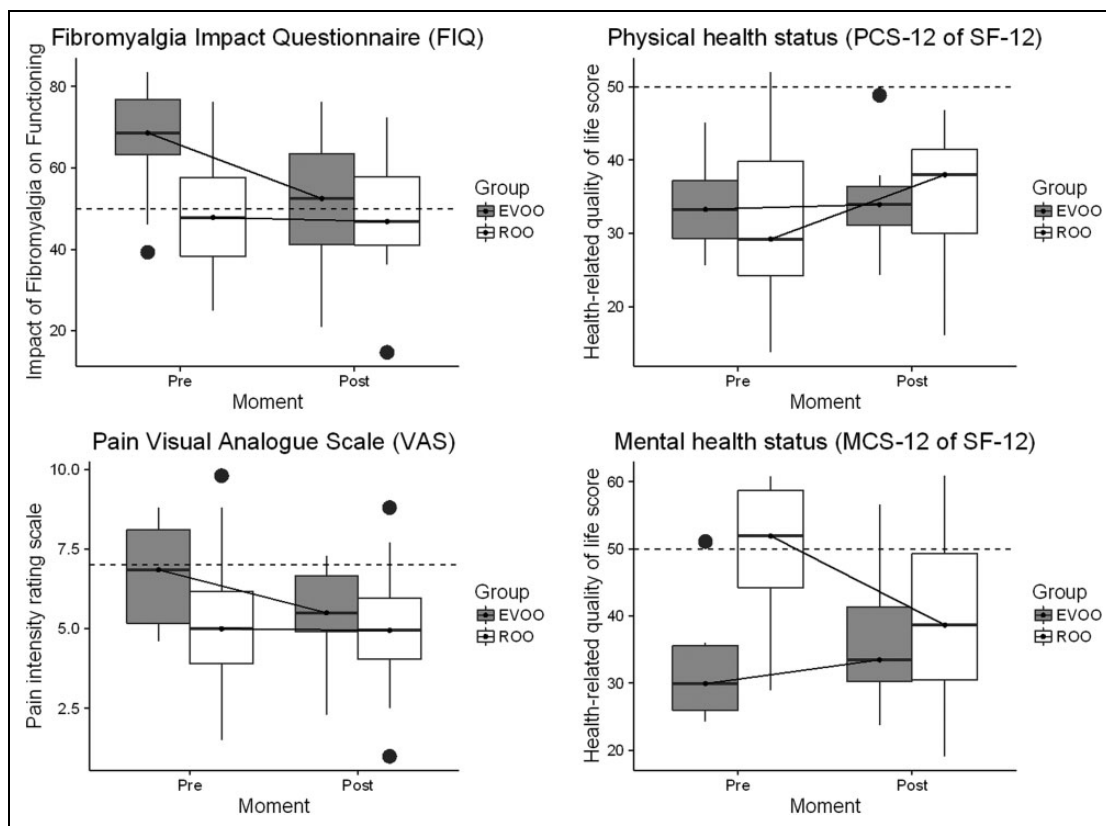 Fibromyalgia Impact Questionnaire (FIQ)
Impact of Fibromyalgia on Functioning
80
60
40
20
Pre
Post
Moment
Group
EVOO
ROO
Physical health status (PCS-12 of SF-12)
Health-related quality of life score
50
40
30
20
Pre
Post
Moment
Group
EVOO
ROO
Pain Visual Analogue Scale (VAS)
Pain intensity rating scale
10.0
7.5
5.0
2.5
Pre
Post
Moment
Group
EVOO
ROO
Mental health status (MCS-12 of SF-12)
Health-related quality of life score
60
50
40
30
20
Pre
Post
Moment
Group
EVOO
ROO